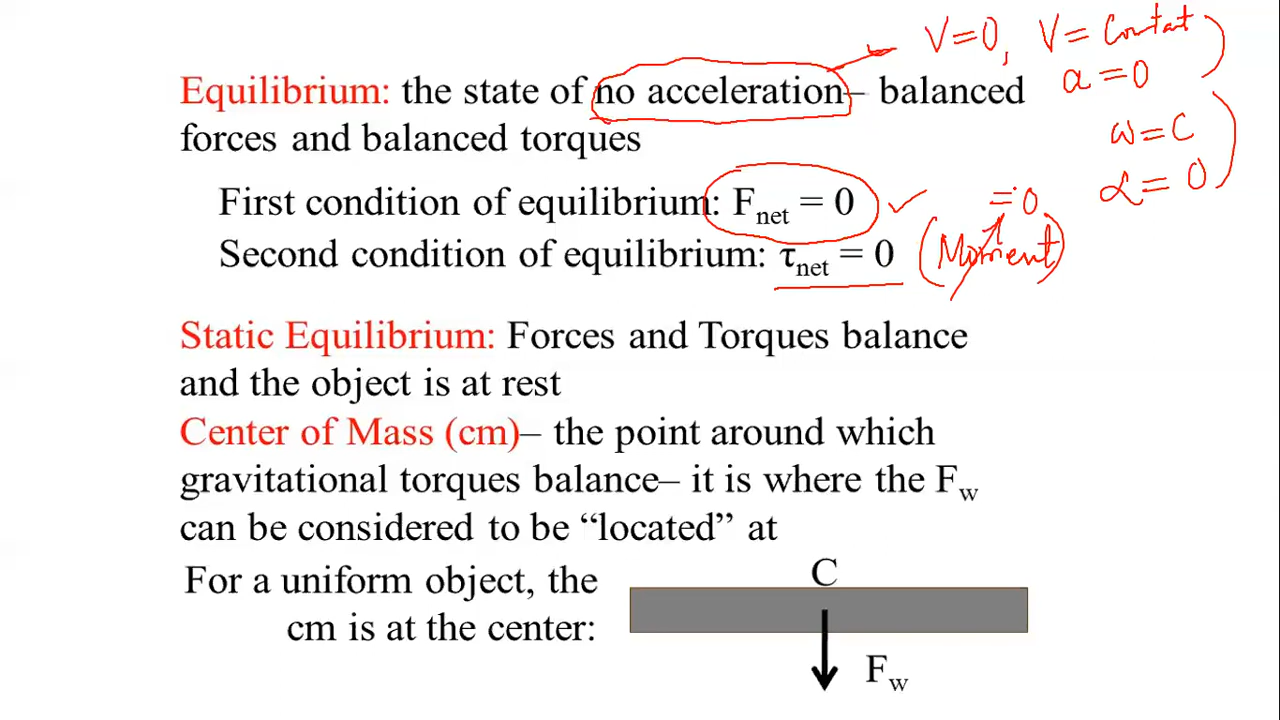 V=0, V= Constant
a=0
Equilibrium: the state of no acceleration– balanced
forces and balanced torques
ω=C
α=0
First condition of equilibrium: Fnet = 0
=0
Second condition of equilibrium: τnet = 0 (Moment)
Static Equilibrium: Forces and Torques balance
and the object is at rest
Center of Mass (cm)– the point around which
gravitational torques balance– it is where the Fw
can be considered to be “located” at
For a uniform object, the
cm is at the center:
C
Fw